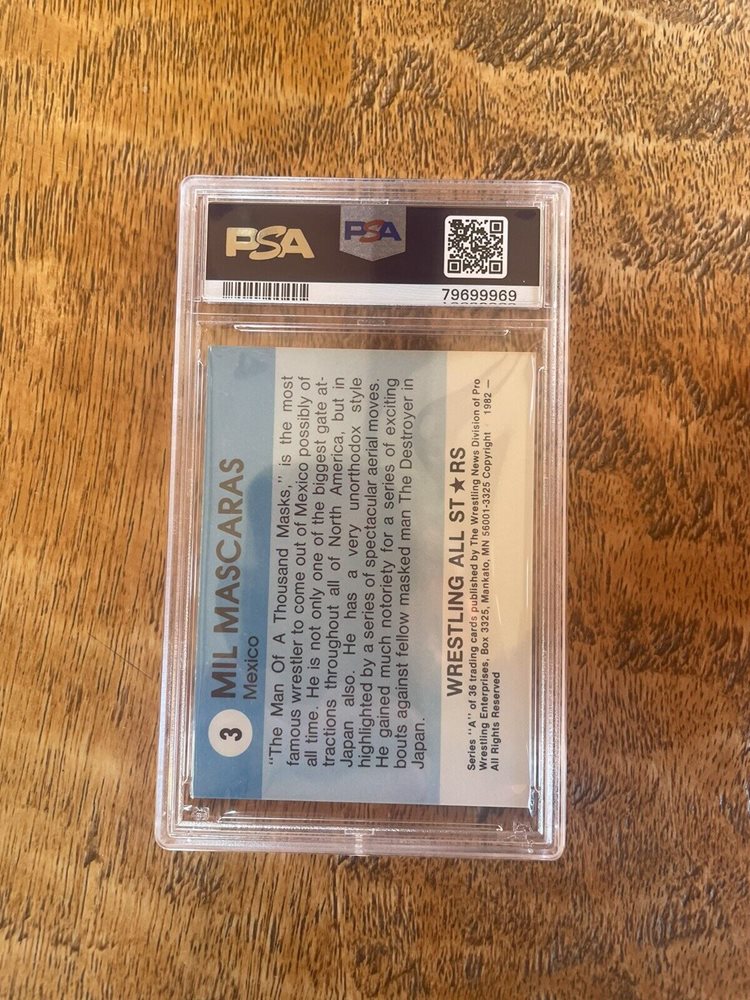 PSA
PSA
79699969
3
MIL MASCARAS
Mexico
"The Man Of A Thousand Masks," is the most
famous wrestler to come out of Mexico possibly of
all time. He is not only one of the biggest gate at-
tractions throughout all of North America, but in
Japan also. He has a very unorthodox style
highlighted by a series of spectacular aerial moves.
He gained much notoriety for a series of exciting
bouts against fellow masked man The Destroyer in
Japan.
WRESTLING ALL ST★RS
Series "A" of 36 trading cards published by The Wrestling News Division of Pro
Wrestling Enterprises, Box 3325, Mankato, MN 56001-3325 Copyright 1982 —
All Rights Reserved